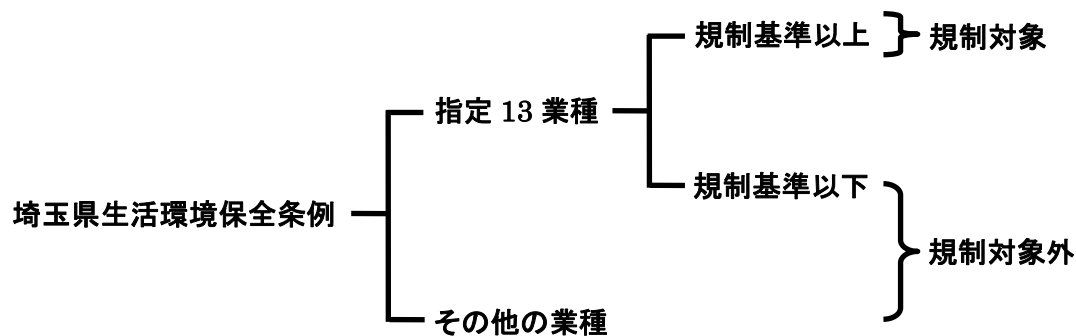 規制基準以上
規制対象
指定 13 業種
規制基準以下
埼玉県生活環境保全条例
規制対象外
その他の業種